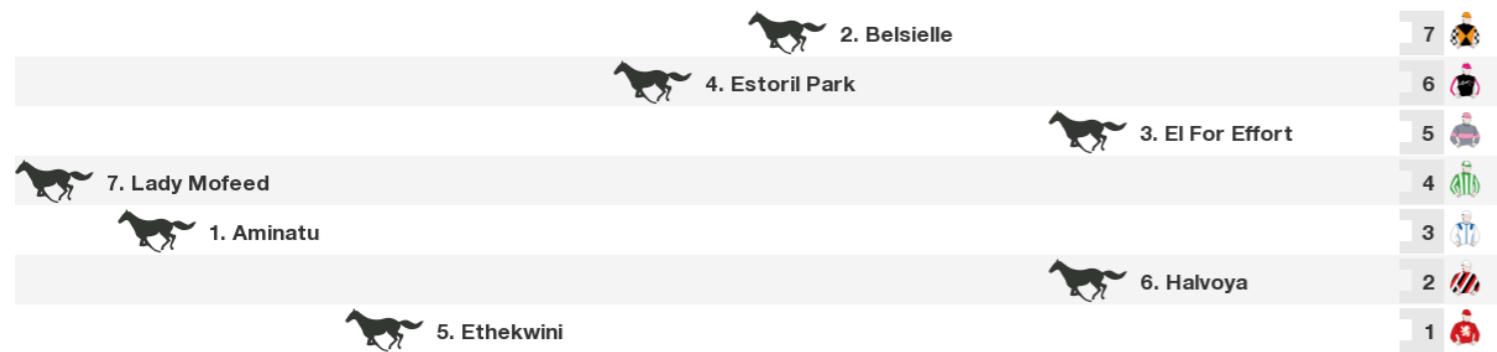 2. Belsielle 7
4. Estoril Park 6
3. El For Effort 5
7. Lady Mofeed 4
1. Aminatu 3
6. Halvoya 2
5. Ethekwini 1